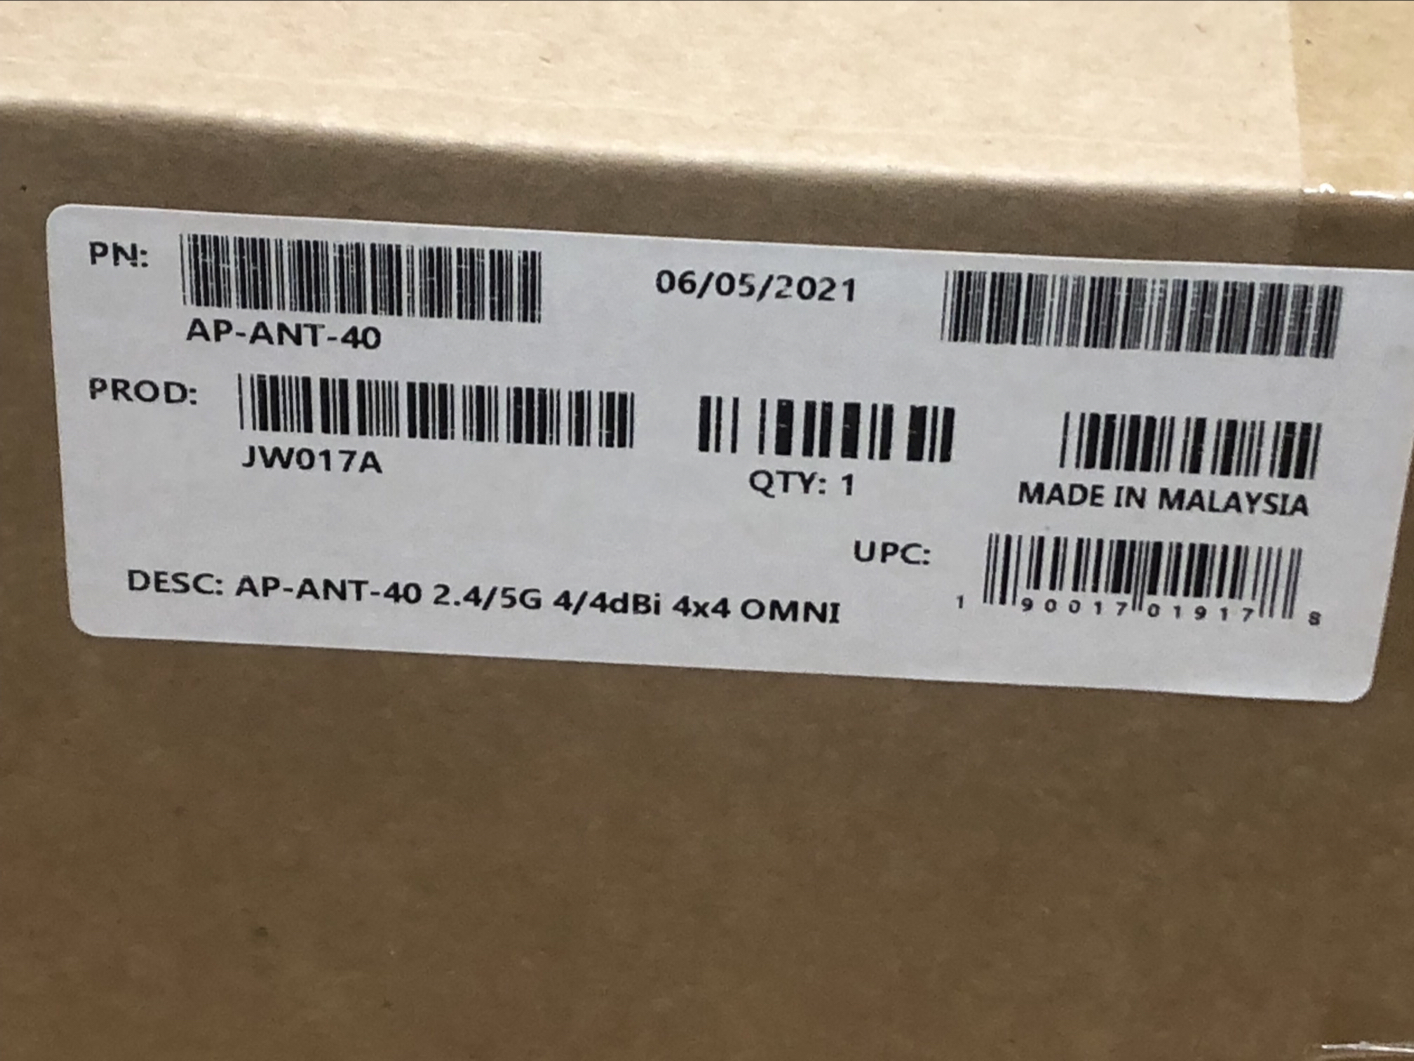 PN:
06/05/2021
AP-ANT-40
PROD:
JW017A
QTY: 1
MADE IN MALAYSIA
UPC:
1 90017 01917 8
DESC: AP-ANT-40 2.4/5G 4/4dBi 4x4 OMNI